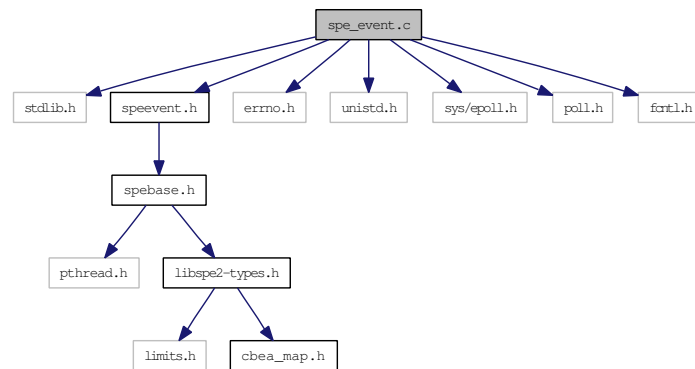 spe_event.c
stdlib.h
speevent.h
errno.h
unistd.h
sys/epoll.h
poll.h
fcntl.h
spebase.h
pthread.h
libspe2-types.h
limits.h
cbea_map.h